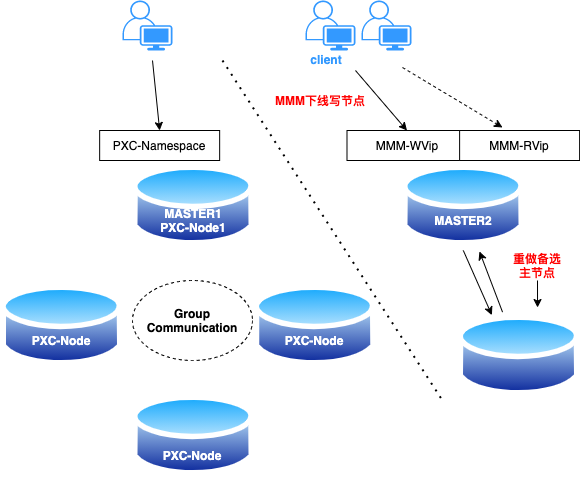 client
MMM下线写节点
PXC-Namespace
MMM-WVip
MMM-RVip
MASTER1
PXC-Node1
MASTER2
重做备选
主节点
Group
Communication
PXC-Node
PXC-Node
PXC-Node